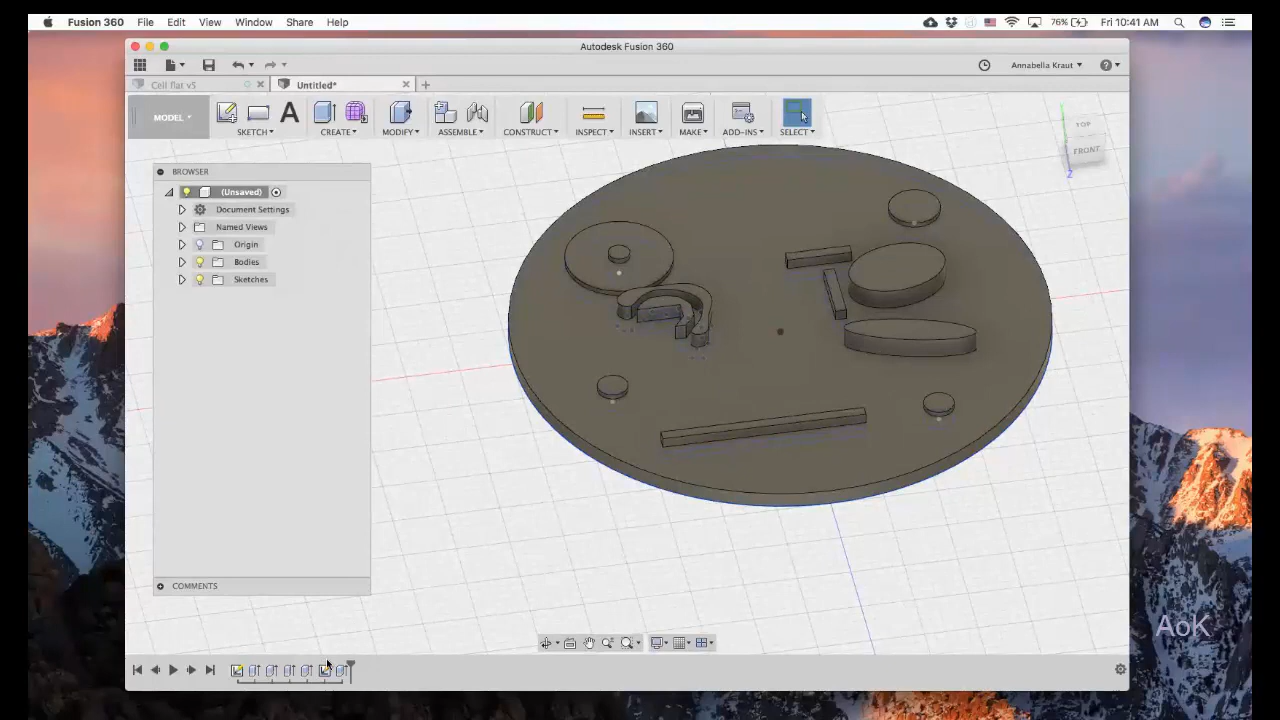 Fusion 360 File Edit View Window Share Help 76% Fri 10:41 AM
Autodesk Fusion 360
Annabella Kraut
Cell flat v5 Untitled*
MODEL SKETCH CREATE MODIFY ASSEMBLE CONSTRUCT INSPECT INSERT MAKE ADD-INS SELECT
TOP
FRONT
Z
BROWSER
(Unsaved)
Document Settings
Named Views
Origin
Bodies
Sketches
COMMENTS
AoK